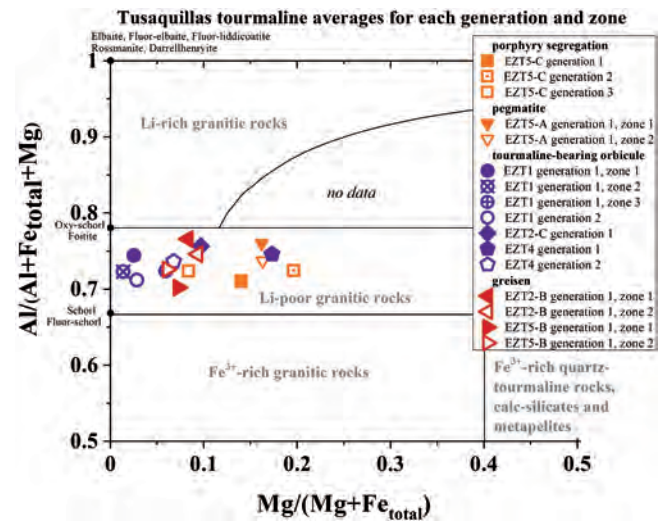 Tusaquillas tourmaline averages for each generation and zone
Elbaite, Fluor-elbaite, Fluor-liddicoatite
Rossmanite, Darrellhenryite
1
0.9
0.8
0.7
0.6
0.5
Al/(Al+Fetotal+Mg)
Li-rich granitic rocks
no data
Oxy-schorl
Foitite
Li-poor granitic rocks
Schorl
Fluor-schorl
Fe3+-rich granitic rocks
Fe3+-rich quartz-
tourmaline rocks,
calc-silicates and
metapelites
porphyry segregation
EZT5-C generation 1
EZT5-C generation 2
EZT5-C generation 3
pegmatite
EZT5-A generation 1, zone 1
EZT5-A generation 1, zone 2
tourmaline-bearing orbicule
EZT1 generation 1, zone 1
EZT1 generation 1, zone 2
EZT1 generation 1, zone 3
EZT1 generation 2
EZT2-C generation 1
EZT4 generation 1
EZT4 generation 2
greisen
EZT2-B generation 1, zone 1
EZT2-B generation 1, zone 2
EZT5-B generation 1, zone 1
EZT5-B generation 1, zone 2
0 0.1 0.2 0.3 0.4 0.5
Mg/(Mg+Fetotal)